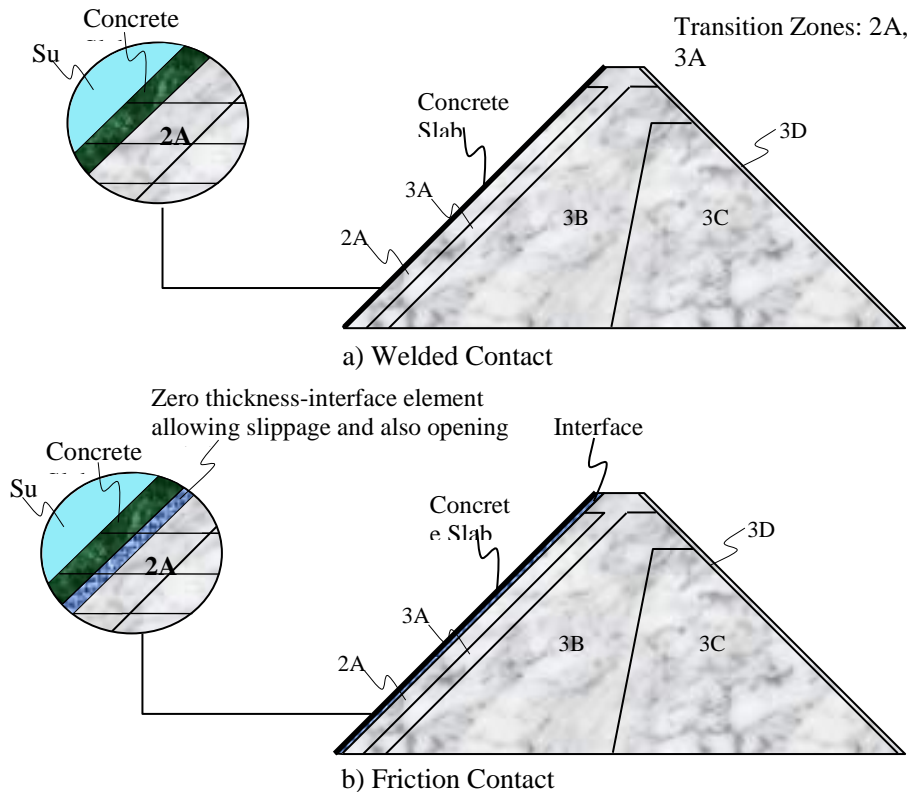 Concrete
Su
2A
Transition Zones: 2A,
3A
Concrete
Slab
3D
3A
3B
3C
2A
a) Welded Contact
Zero thickness-interface element
allowing slippage and also opening
Interface
Concrete
Su
2A
Concret
e Slab
3D
3A
3B
3C
2A
b) Friction Contact